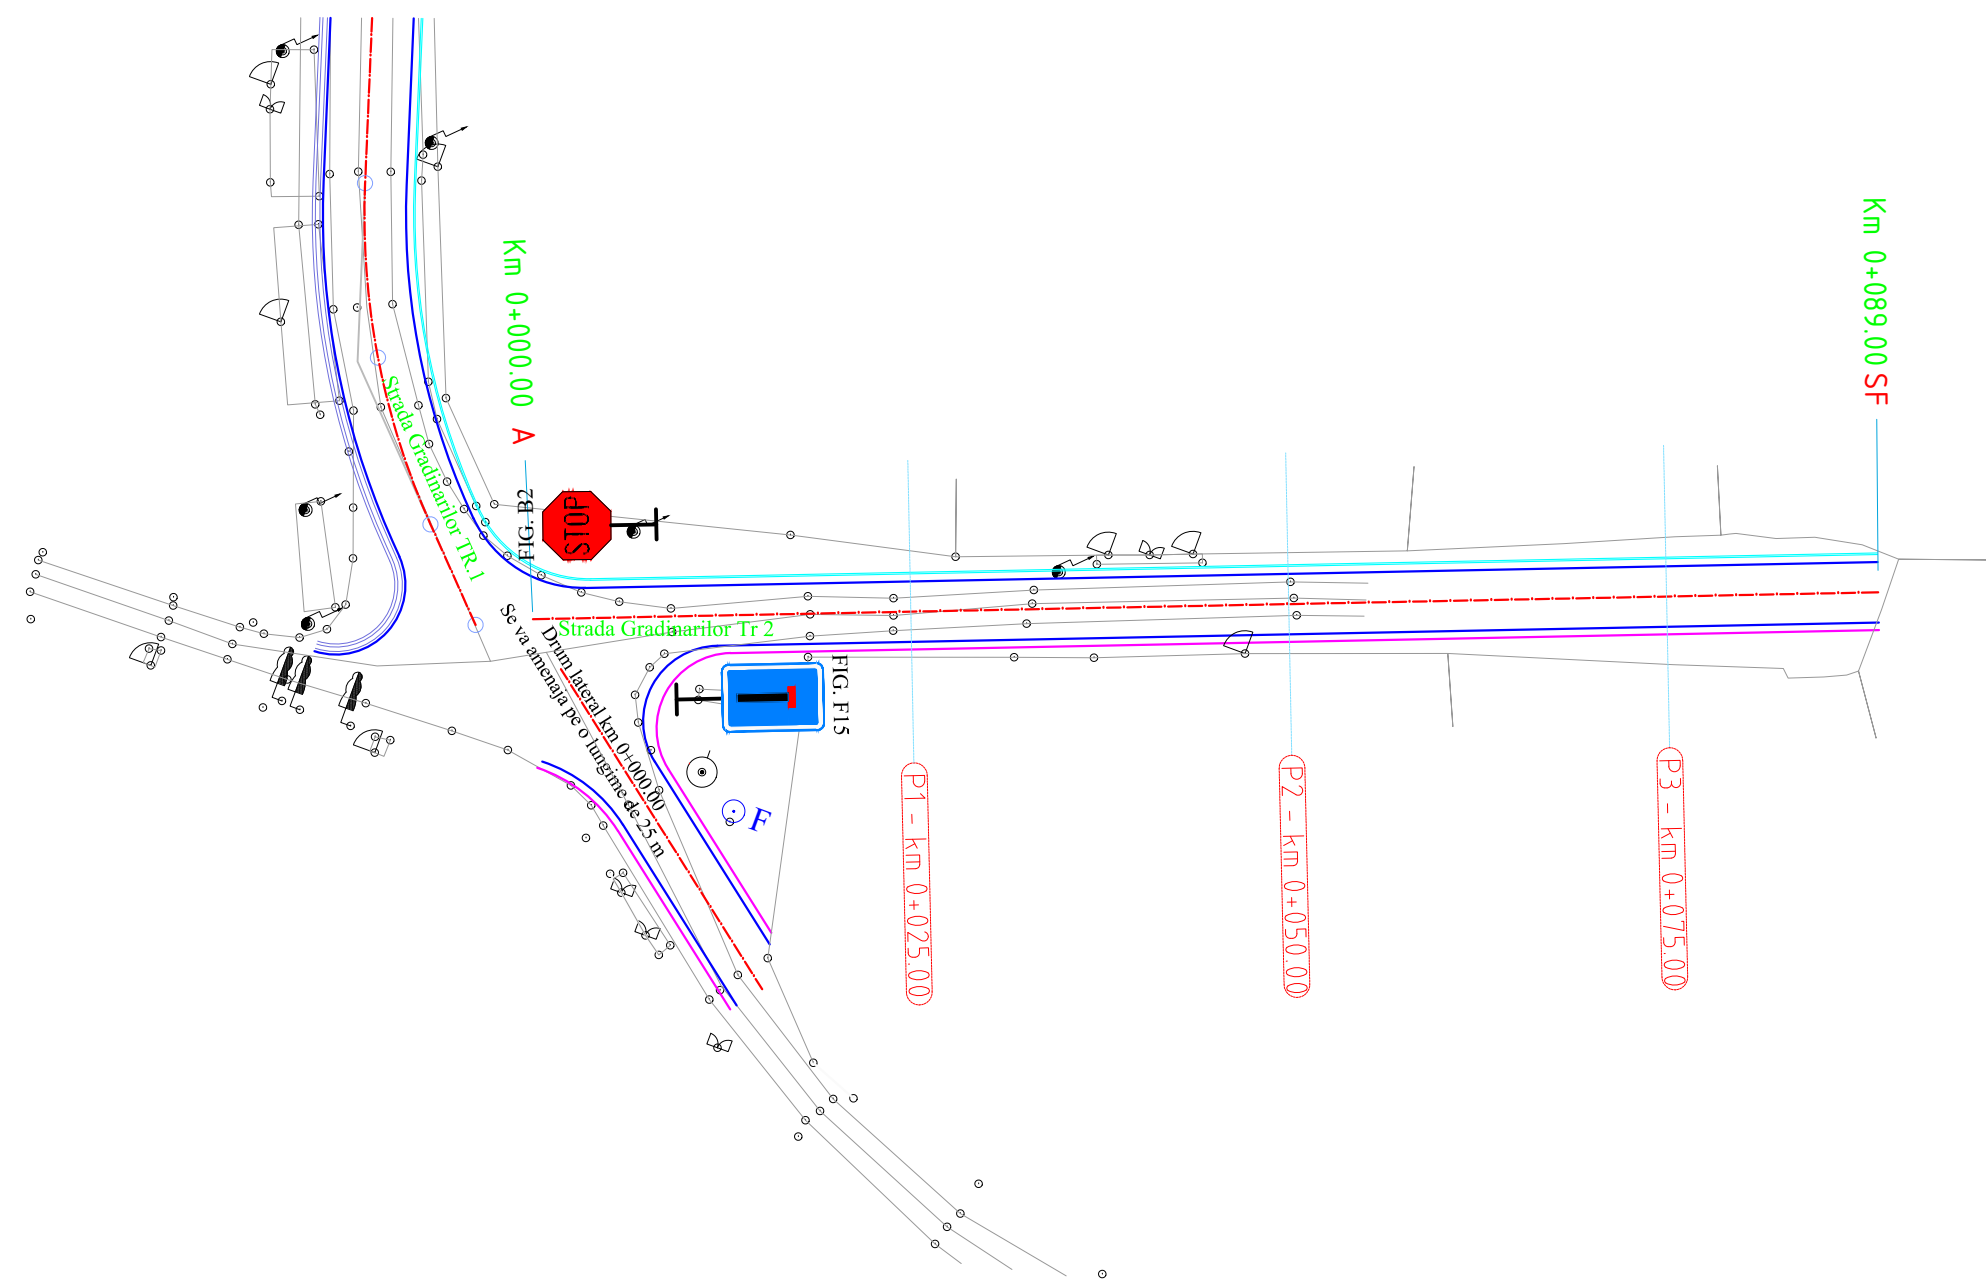 Km 0+000.00 A
Km 0+089.00 SF
Strada Gradinarilor TR.1
FIG. B2
STOP
Strada Gradinarilor Tr 2
Drum lateral km 0+000.00
Se va amenaja pe o lungime de 25 m
FIG. F15
F
P1 - km 0+025.00
P2 - km 0+050.00
P3 - km 0+075.00